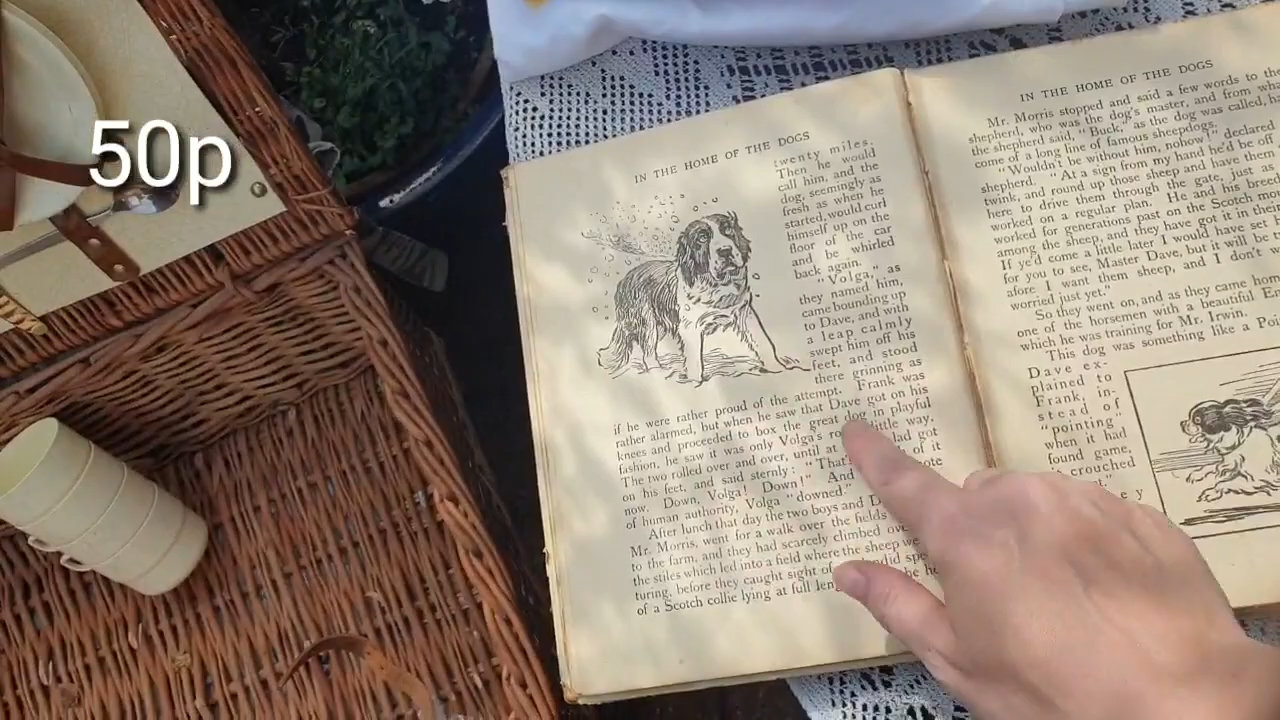 50p
IN THE HOME OF THE DOGS
twenty miles.
Then he would
call him, and the
dog, seemingly as
fresh as when he
started, would curl
himself up on the
floor of the car
and be whirled
back again.
"Volga," as
they named him,
came bounding up
to Dave, and with
a leap calmly
swept him off his
feet, and stood
there grinning as
if he were rather proud of the attempt. Frank was
rather alarmed, but when he saw that Dave got on his
knees and proceeded to box the great dog in playful
fashion, he saw it was only Volga's little way.
The two rolled over and over, until at lad got
on his feet, and said sternly: "That's of it
now. Down, Volga! Down!" And
of human authority, Volga "downed."
After lunch that day the two boys and
Mr. Morris, went for a walk over the fields
to the farm, and they had scarcely climbed over
the stiles which led into a field where the sheep we
turing, before they caught sight of
of a Scotch collie lying at full
IN THE HOME OF THE DOGS
Mr. Morris stopped and said a few words to the
shepherd, who was the dog's master, and from wha
the shepherd said, "Buck," as the dog was called, ha
come of a long line of famous sheepdogs.
"Wouldn't be without him, nohow!" declared
shepherd. "At a sign from my hand he'd be off
twink, and round up those sheep and have them
here to drive them through the gate, just as
worked on a regular plan. He and his breed
worked for generations past on the Scotch mo
among the sheep, and they have got it in their
If ye'd come a little later I would have set
for you to see, Master Dave, but it will be
afore I want them sheep, and I don't
worried just yet."
So they went on, and as they came hom
one of the horsemen with a beautiful En
which he was training for Mr. Irwin.
This dog was something like a Poi
Dave ex-
plained to
Frank, in-
stead of
"pointing,"
when it had
found game,
crouched